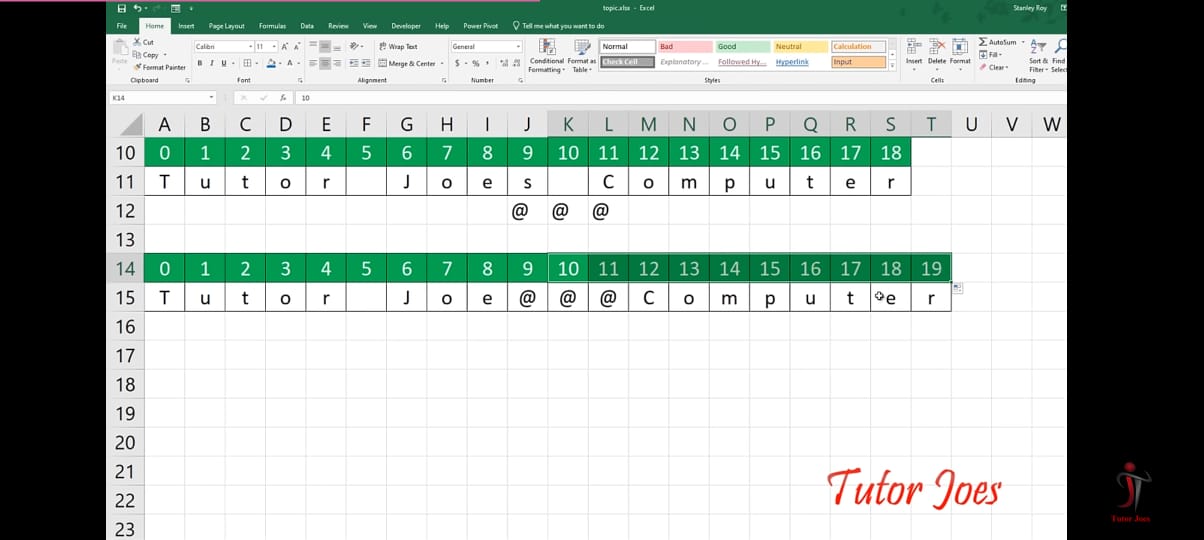 topic.xlsx - Excel
Stanley Roy
File Home Insert Page Layout Formulas Data Review View Developer Help Power Pivot Tell me what you want to do
Paste
Cut
Copy
Format Painter
Clipboard
Calibri 11
B I U
Font
Wrap Text
Merge & Center
Alignment
General
$ % ,
Number
Conditional Formatting
Format as Table
Normal Bad Good Neutral Calculation
Check Cell Explanatory ... Followed Hy... Hyperlink Input
Styles
Insert Delete Format
Cells
AutoSum
Fill
Clear
Sort & Filter
Find
Editing
K14 fx 10
A B C D E F G H I J K L M N O P Q R S T U V W
10 0 1 2 3 4 5 6 7 8 9 10 11 12 13 14 15 16 17 18
11 T u t o r J o e s C o m p u t e r
12 @ @ @
13
14 0 1 2 3 4 5 6 7 8 9 10 11 12 13 14 15 16 17 18 19
15 T u t o r J o e @ @ @ C o m p u t e r
16
17
18
19
20
21
22
23
Tutor Joes
Tutor Joes